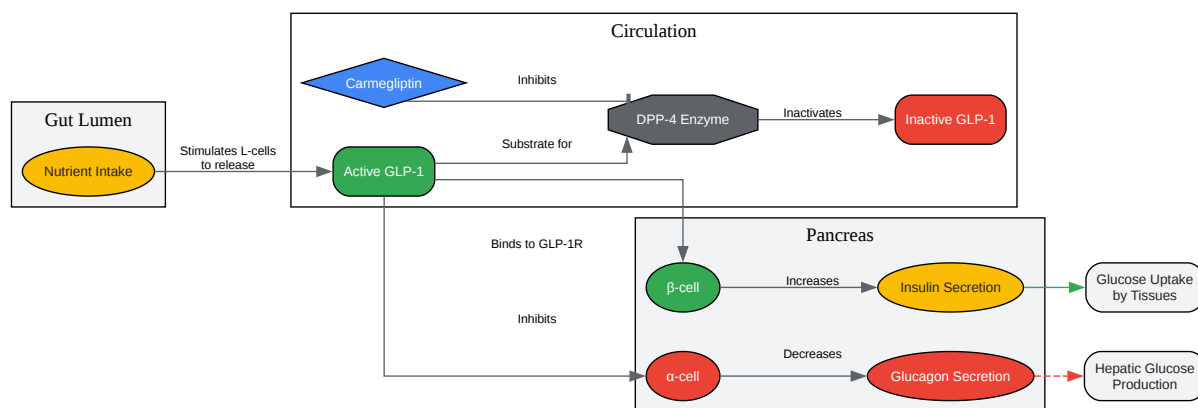 Circulation
Carmegliptin
Inhibits
DPP-4 Enzyme
Inactivates
Inactive GLP-1
Gut Lumen
Nutrient Intake
Stimulates L-cells
to release
Active GLP-1
Substrate for
Binds to GLP-1R
Pancreas
β-cell
Increases
Insulin Secretion
Glucose Uptake
by Tissues
Inhibits
α-cell
Decreases
Glucagon Secretion
Hepatic Glucose
Production